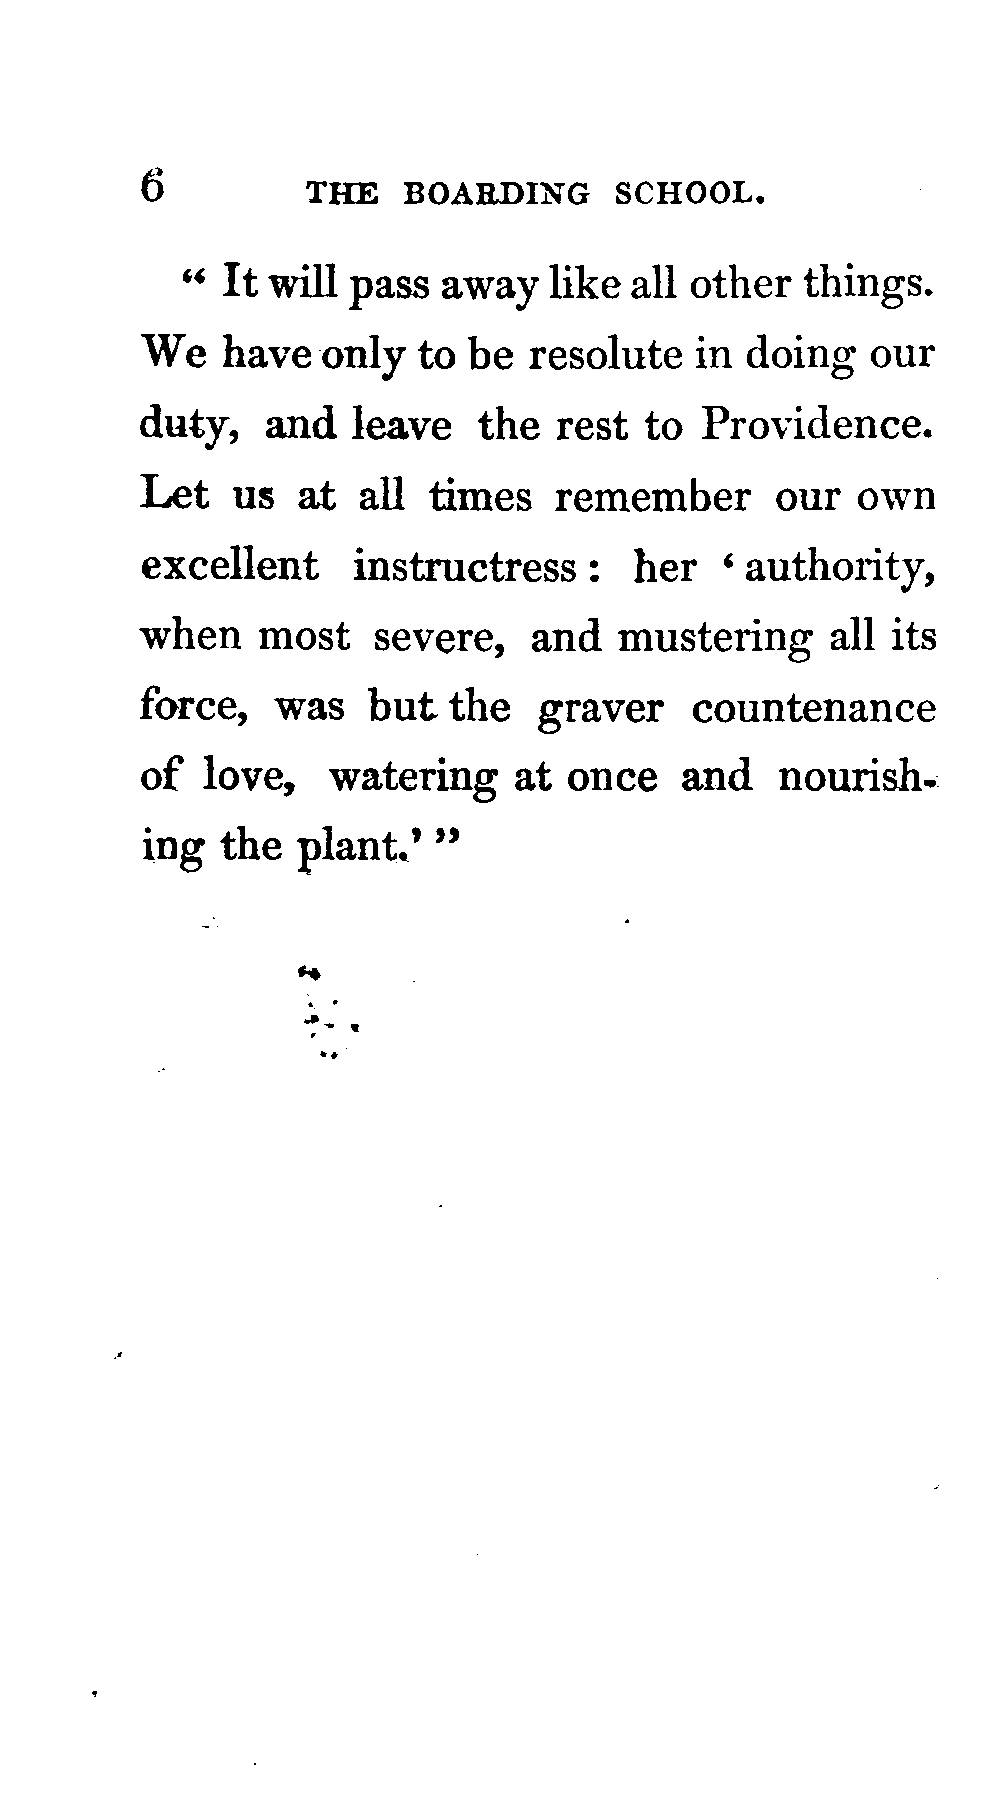 6 THE BOARDING SCHOOL.
“ It will pass away like all other things.
We have only to be resolute in doing our
duty, and leave the rest to Providence.
Let us at all times remember our own
excellent instructress : her ‘ authority,
when most severe, and mustering all its
force, was but the graver countenance
of love, watering at once and nourish-
ing the plant.’ ”